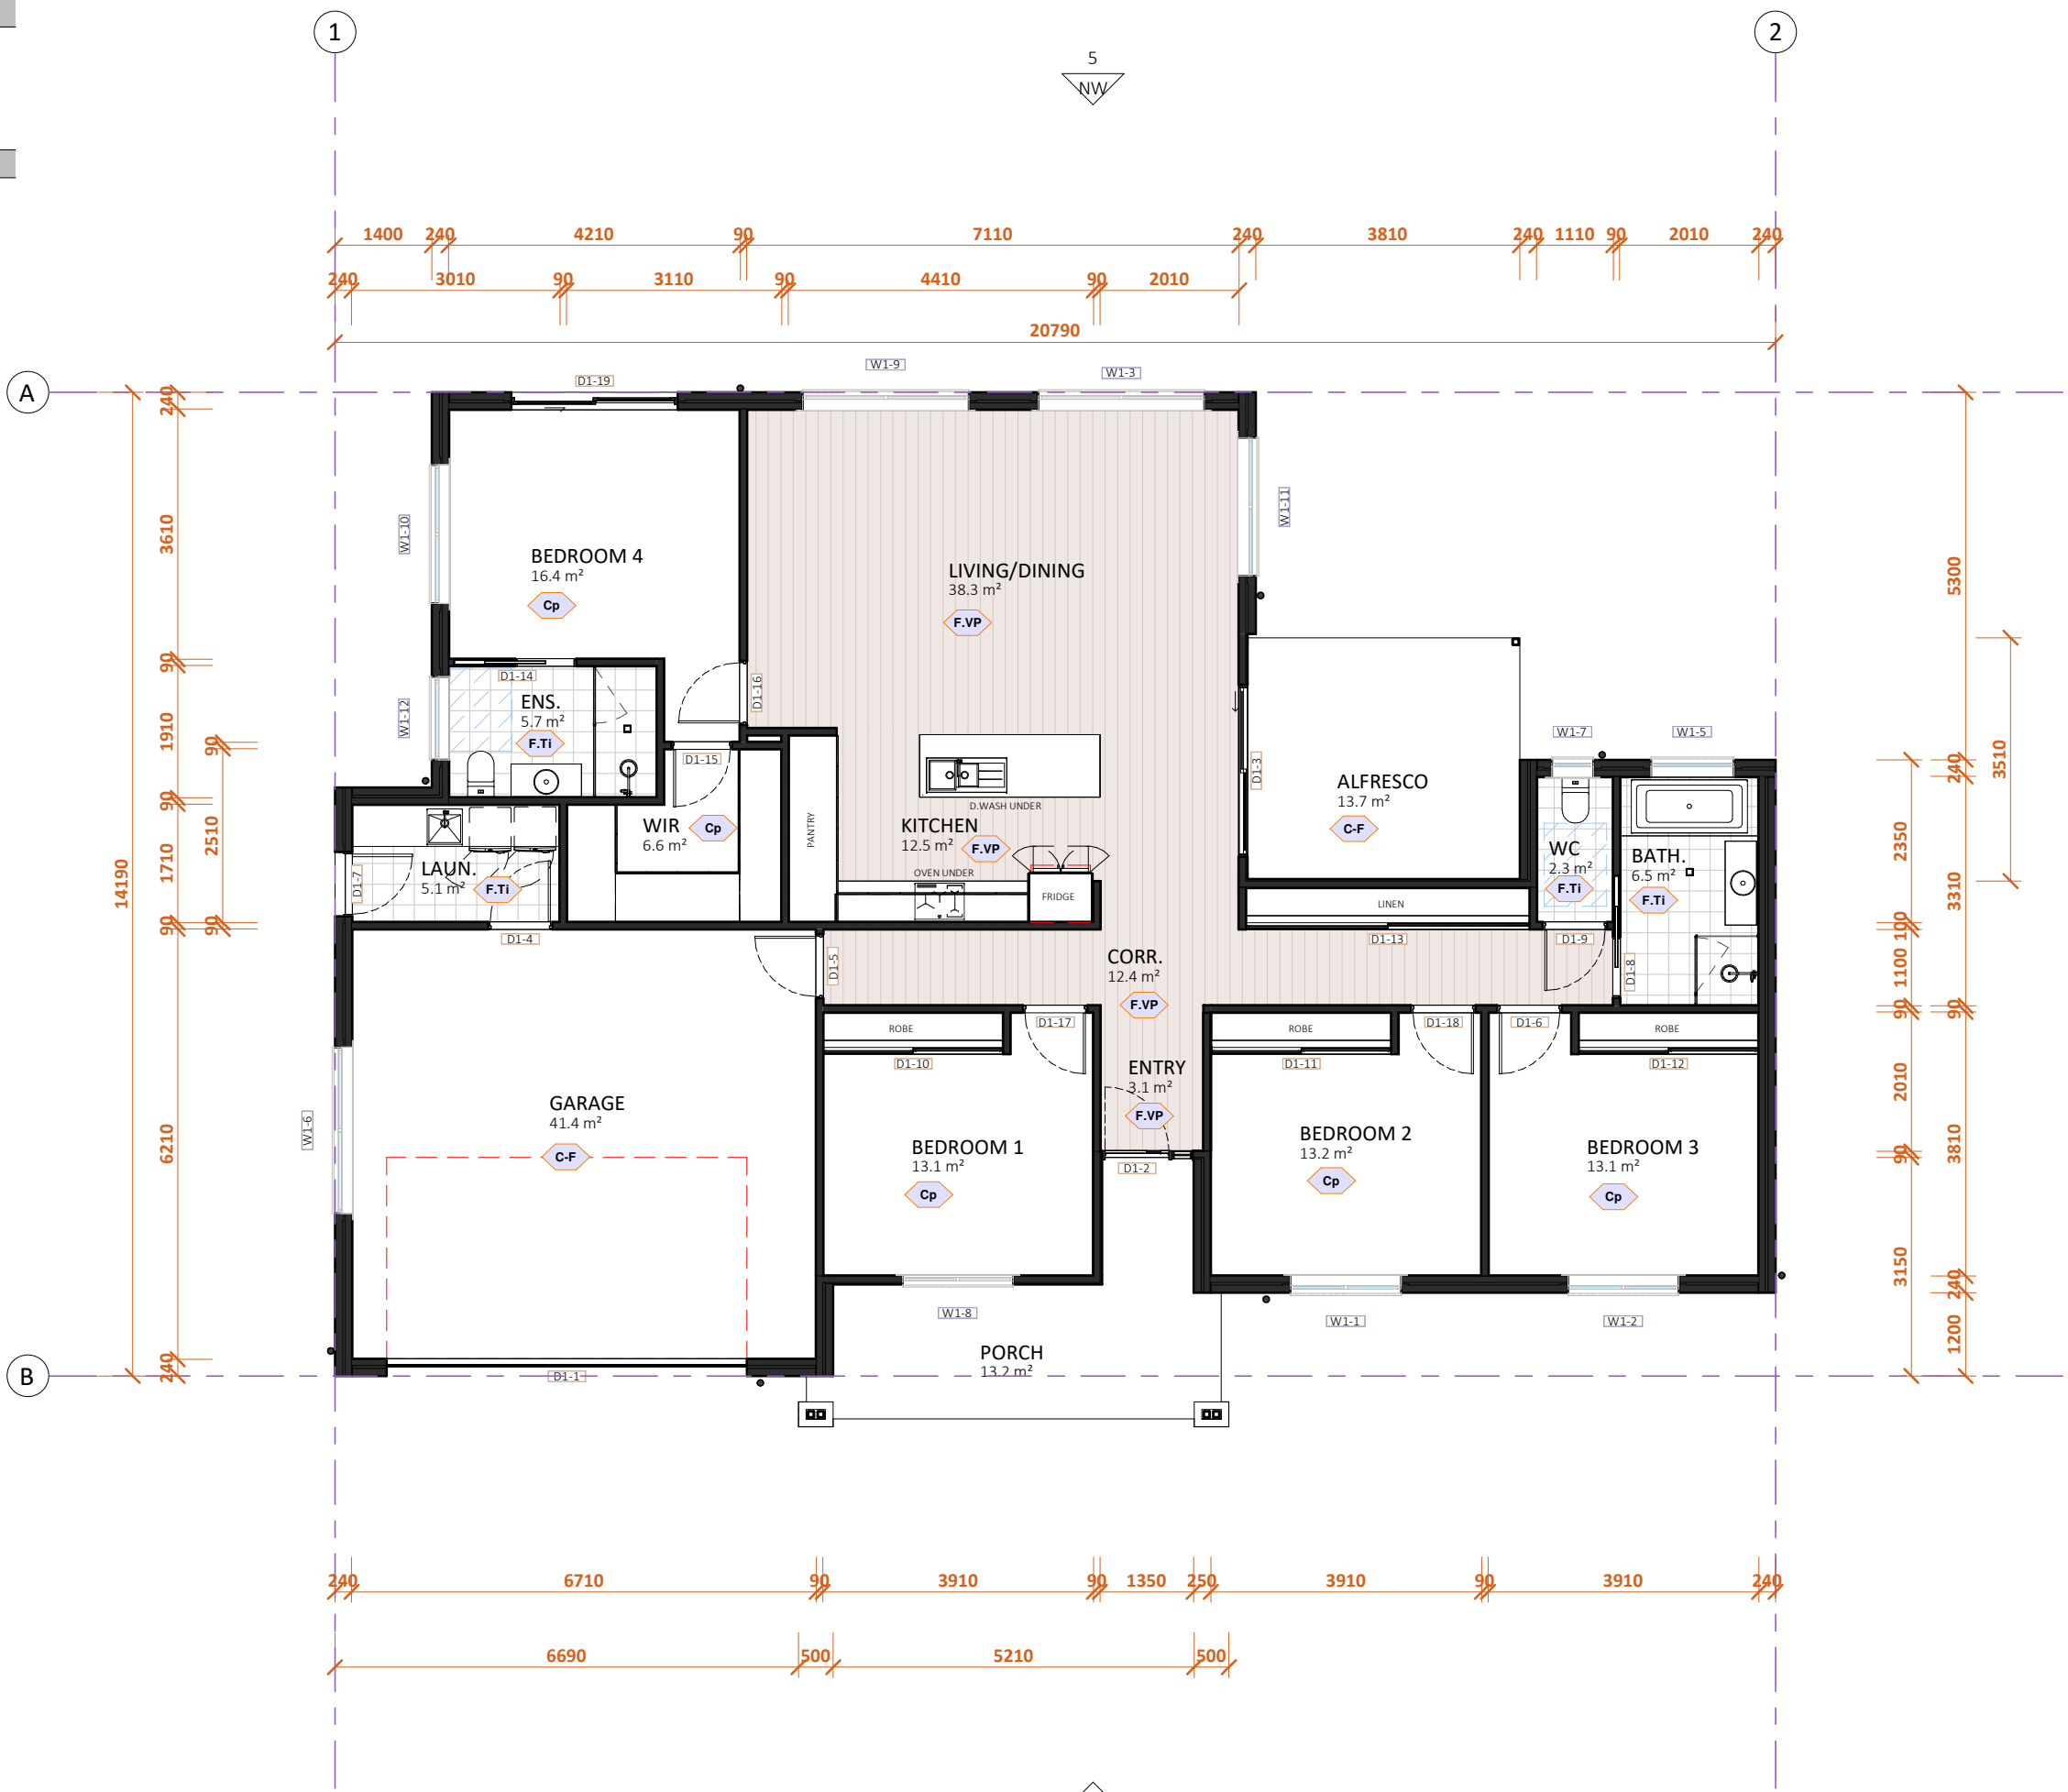 1
2
5
NW
1400 240 4210 90 7110 240 3810 240 1110 90 2010 240
240 3010 90 3110 90 4410 90 2010
20790
A
B
D1-19
W1-9
W1-3
W1-10
W1-11
W1-12
W1-7
W1-5
W1-6
14190
240
3610
90
1910
90
1710
90
6210
240
90
2510
90
BEDROOM 4
16.4 m²
Cp
LIVING/DINING
38.3 m²
F.VP
D1-14
ENS.
5.7 m²
F.Ti
D1-16
D1-15
D1-3
WIR
6.6 m²
Cp
PANTRY
D.WASH UNDER
KITCHEN
12.5 m²
F.VP
OVEN UNDER
FRIDGE
ALFRESCO
13.7 m²
C-F
WC
2.3 m²
F.Ti
BATH.
6.5 m²
F.Ti
D1-7
LAUN.
5.1 m²
F.Ti
LINEN
D1-4
D1-5
D1-13
D1-9
D1-8
CORR.
12.4 m²
F.VP
D1-17
D1-18
D1-6
ROBE
ROBE
ROBE
D1-10
D1-11
D1-12
ENTRY
3.1 m²
F.VP
D1-2
GARAGE
41.4 m²
C-F
BEDROOM 1
13.1 m²
Cp
BEDROOM 2
13.2 m²
Cp
BEDROOM 3
13.1 m²
Cp
W1-8
W1-1
W1-2
PORCH
13.2 m²
D1-1
2350
100
1100
90
2010
90
3150
5300
240
3310
90
3810
240
1200
3510
240 6710 90 3910 90 1350 250 3910 90 3910 240
6690 500 5210 500